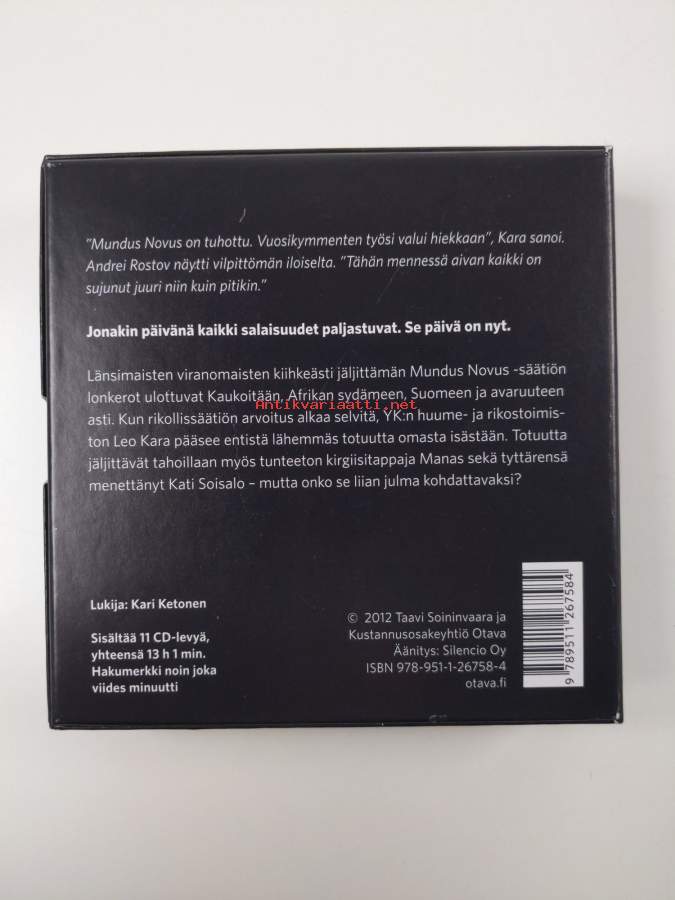 "Mundus Novus on tuhottu. Vuosikymmenten työsi valui hiekkaan", Kara sanoi.
Andrei Rostov näytti vilpittömän iloiselta. "Tähän mennessä aivan kaikki on
sujunut juuri niin kuin pitikin."
Jonakin päivänä kaikki salaisuudet paljastuvat. Se päivä on nyt.
Länsimaisten viranomaisten kiihkeästi jäljittämän Mundus Novus -säätiön
lonkerot ulottuvat Kaukoitään, Afrikan sydämeen, Suomeen ja avaruuteen
Antikvariaatti.net
asti. Kun rikollissäätiön arvoitus alkaa selvitä, YK:n huume- ja rikostoimis-
ton Leo Kara pääsee entistä lähemmäs totuutta omasta isästään. Totuutta
jäljittävät tahoillaan myös tunteeton kirgiisitappaja Manas sekä tyttärensä
menettänyt Kati Soisalo – mutta onko se liian julma kohdattavaksi?
Lukija: Kari Ketonen
Sisältää 11 CD-levyä,
yhteensä 13 h 1 min.
Hakumerkki noin joka
viides minuutti
© 2012 Taavi Soininvaara ja
Kustannusosakeyhtiö Otava
Äänitys: Silencio Oy
ISBN 978-951-1-26758-4
otava.fi
9 789511 267584